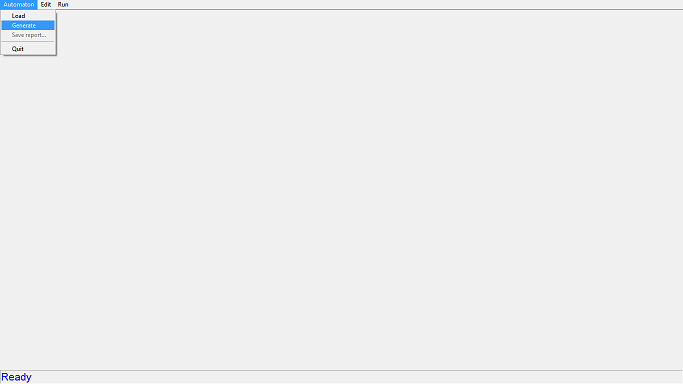 Automaton Edit Run
Load
Generate
Save report...
Quit
Ready